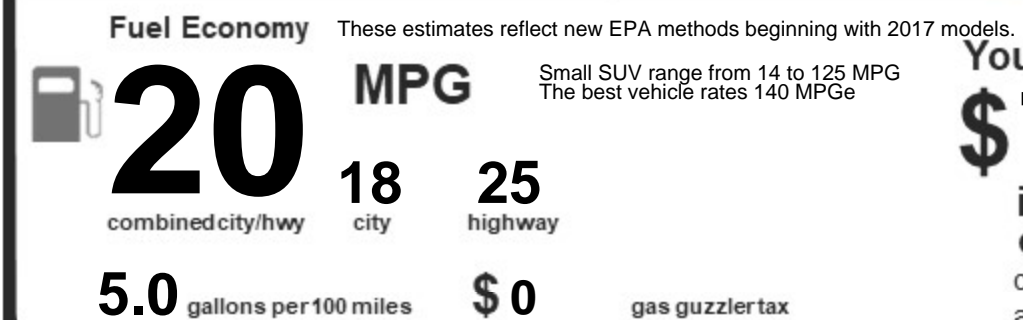 Fuel Economy These estimates reflect new EPA methods beginning with 2017 models.
20 MPG
Small SUV range from 14 to 125 MPG
The best vehicle rates 140 MPGe
You
$
18 25
combined city/hwy city highway
5.0 gallons per 100 miles $ 0 gas guzzler tax